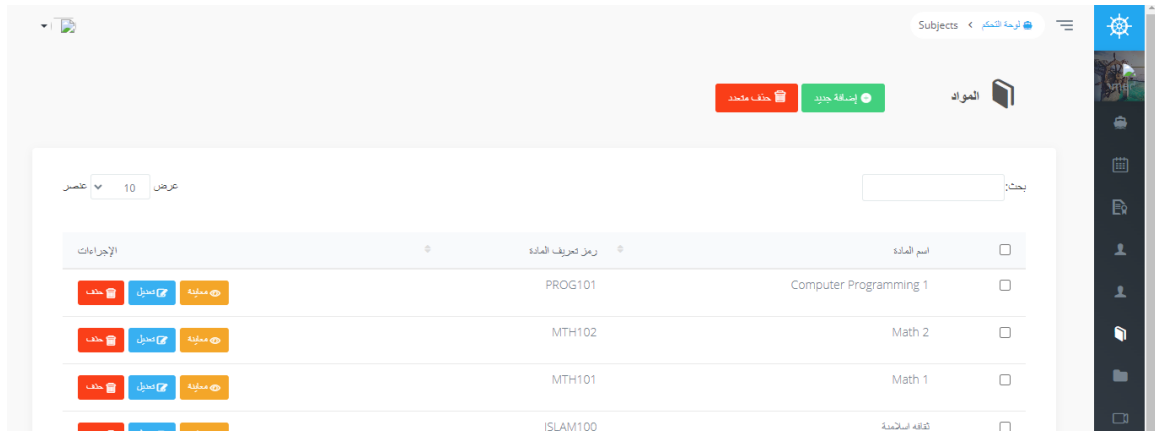 لوحة التحكم > Subjects
المواد
إضافة جديد
حذف متعدد
بحث:
عرض 10 عنصر
اسم المادة رمز تعريف المادة الإجراءات
Computer Programming 1 PROG101 معاينة تعديل حذف
Math 2 MTH102 معاينة تعديل حذف
Math 1 MTH101 معاينة تعديل حذف
ثقافه اسلامية ISLAM100